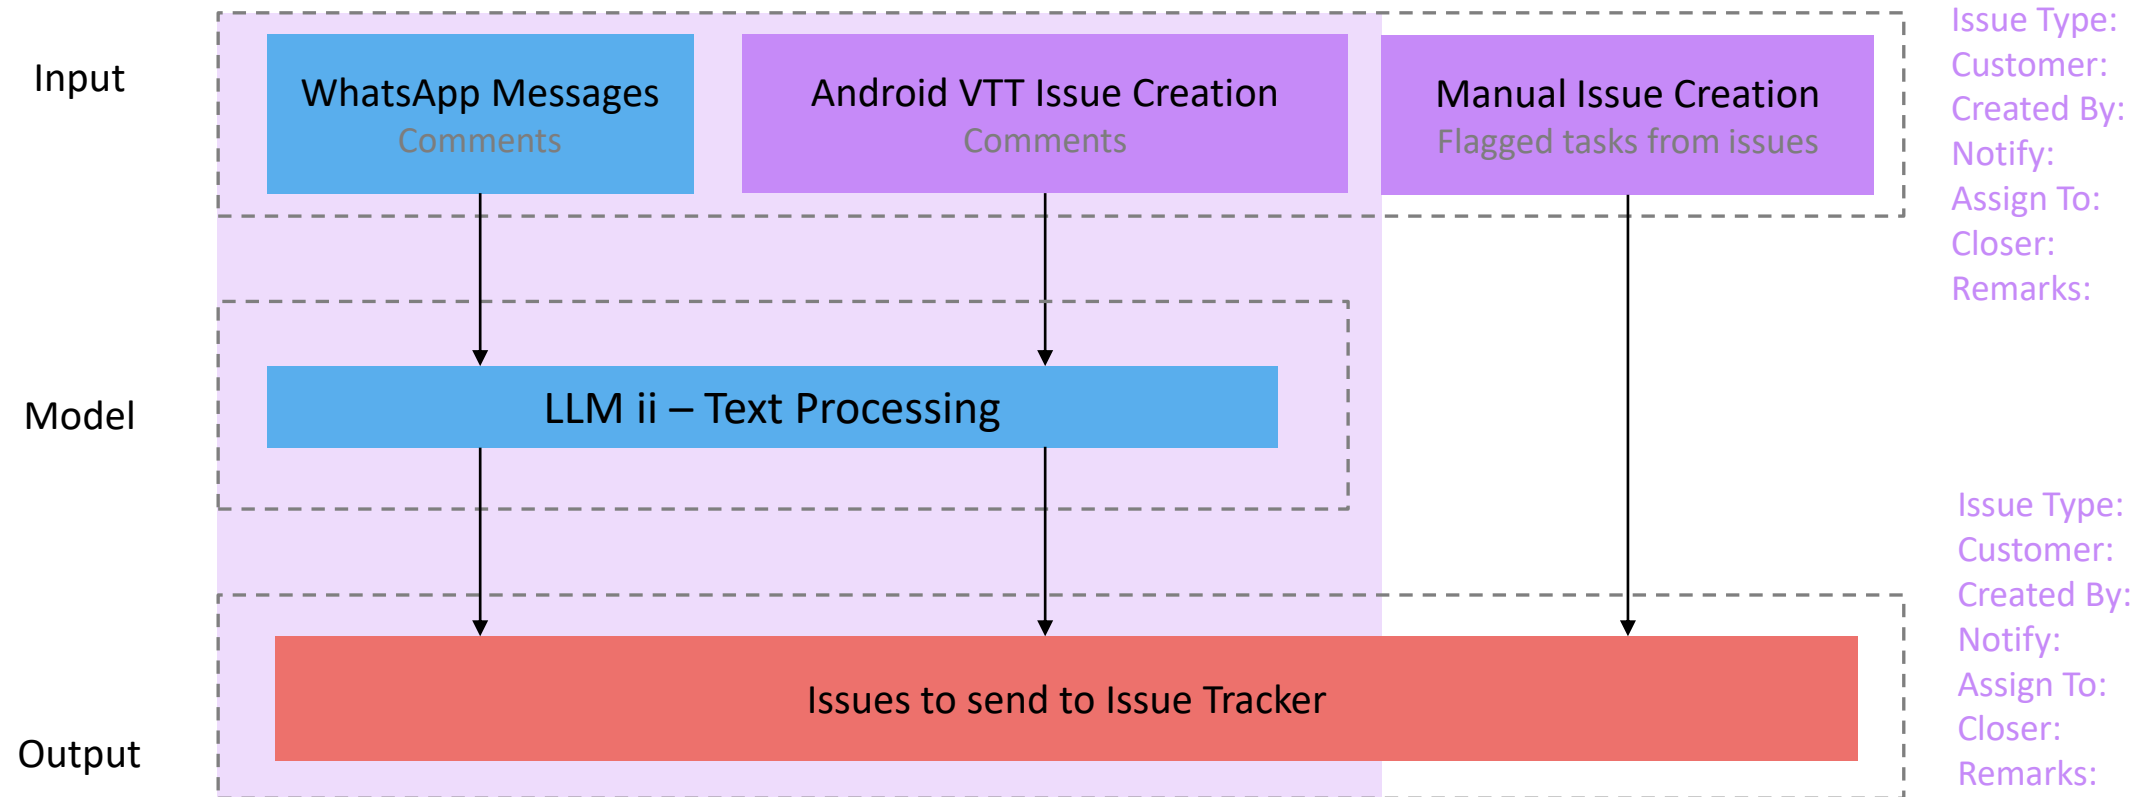 Input
WhatsApp Messages
Comments
Android VTT Issue Creation
Comments
Manual Issue Creation
Flagged tasks from issues
Issue Type:
Customer:
Created By:
Notify:
Assign To:
Closer:
Remarks:
Model
LLM ii – Text Processing
Output
Issues to send to Issue Tracker
Issue Type:
Customer:
Created By:
Notify:
Assign To:
Closer:
Remarks: